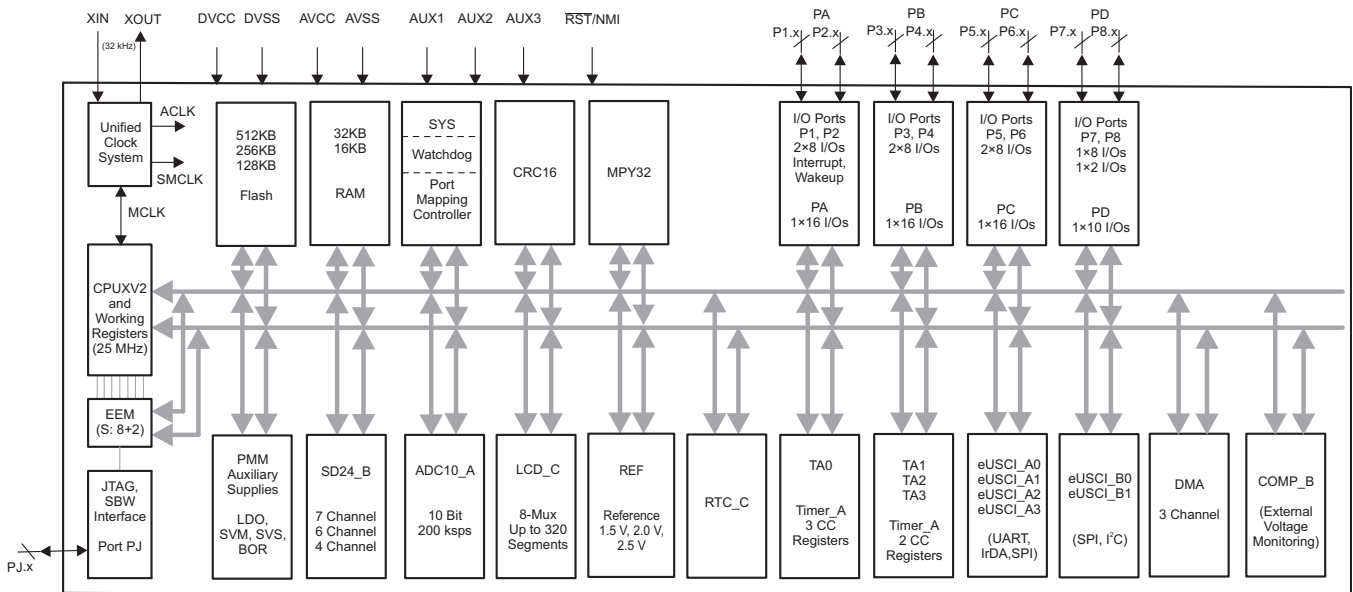 XIN
XOUT
(32 kHz)
DVCC
DVSS
AVCC
AVSS
AUX1
AUX2
AUX3
RST/NMI
PA
P1.x
P2.x
PB
P3.x
P4.x
PC
P5.x
P6.x
PD
P7.x
P8.x
Unified
Clock
System
ACLK
SMCLK
MCLK
512KB
256KB
128KB
Flash
32KB
16KB
RAM
SYS
Watchdog
Port
Mapping
Controller
CRC16
MPY32
I/O Ports
P1, P2
2×8 I/Os
Interrupt,
Wakeup
PA
1×16 I/Os
I/O Ports
P3, P4
2×8 I/Os
PB
1×16 I/Os
I/O Ports
P5, P6
2×8 I/Os
PC
1×16 I/Os
I/O Ports
P7, P8
1×8 I/Os
1×2 I/Os
PD
1×10 I/Os
CPUXV2
and
Working
Registers
(25 MHz)
EEM
(S: 8+2)
JTAG,
SBW
Interface
Port PJ
PJ.x
PMM
Auxiliary
Supplies
LDO,
SVM, SVS,
BOR
SD24_B
7 Channel
6 Channel
4 Channel
ADC10_A
10 Bit
200 ksps
LCD_C
8-Mux
Up to 320
Segments
REF
Reference
1.5 V, 2.0 V,
2.5 V
RTC_C
TA0
Timer_A
3 CC
Registers
TA1
TA2
TA3
Timer_A
2 CC
Registers
eUSCI_A0
eUSCI_A1
eUSCI_A2
eUSCI_A3
(UART,
IrDA,SPI)
eUSCI_B0
eUSCI_B1
(SPI, I²C)
DMA
3 Channel
COMP_B
(External
Voltage
Monitoring)